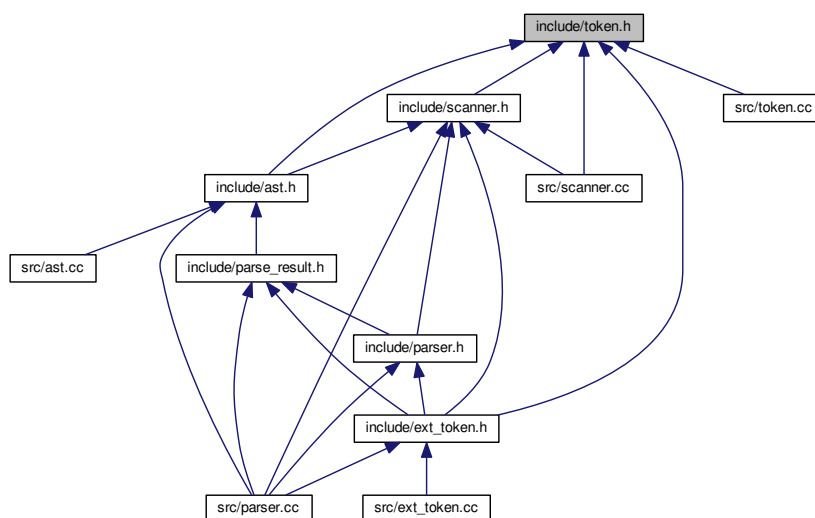 include/token.h
include/scanner.h
src/token.cc
include/ast.h
src/scanner.cc
src/ast.cc
include/parse_result.h
include/parser.h
include/ext_token.h
src/parser.cc
src/ext_token.cc